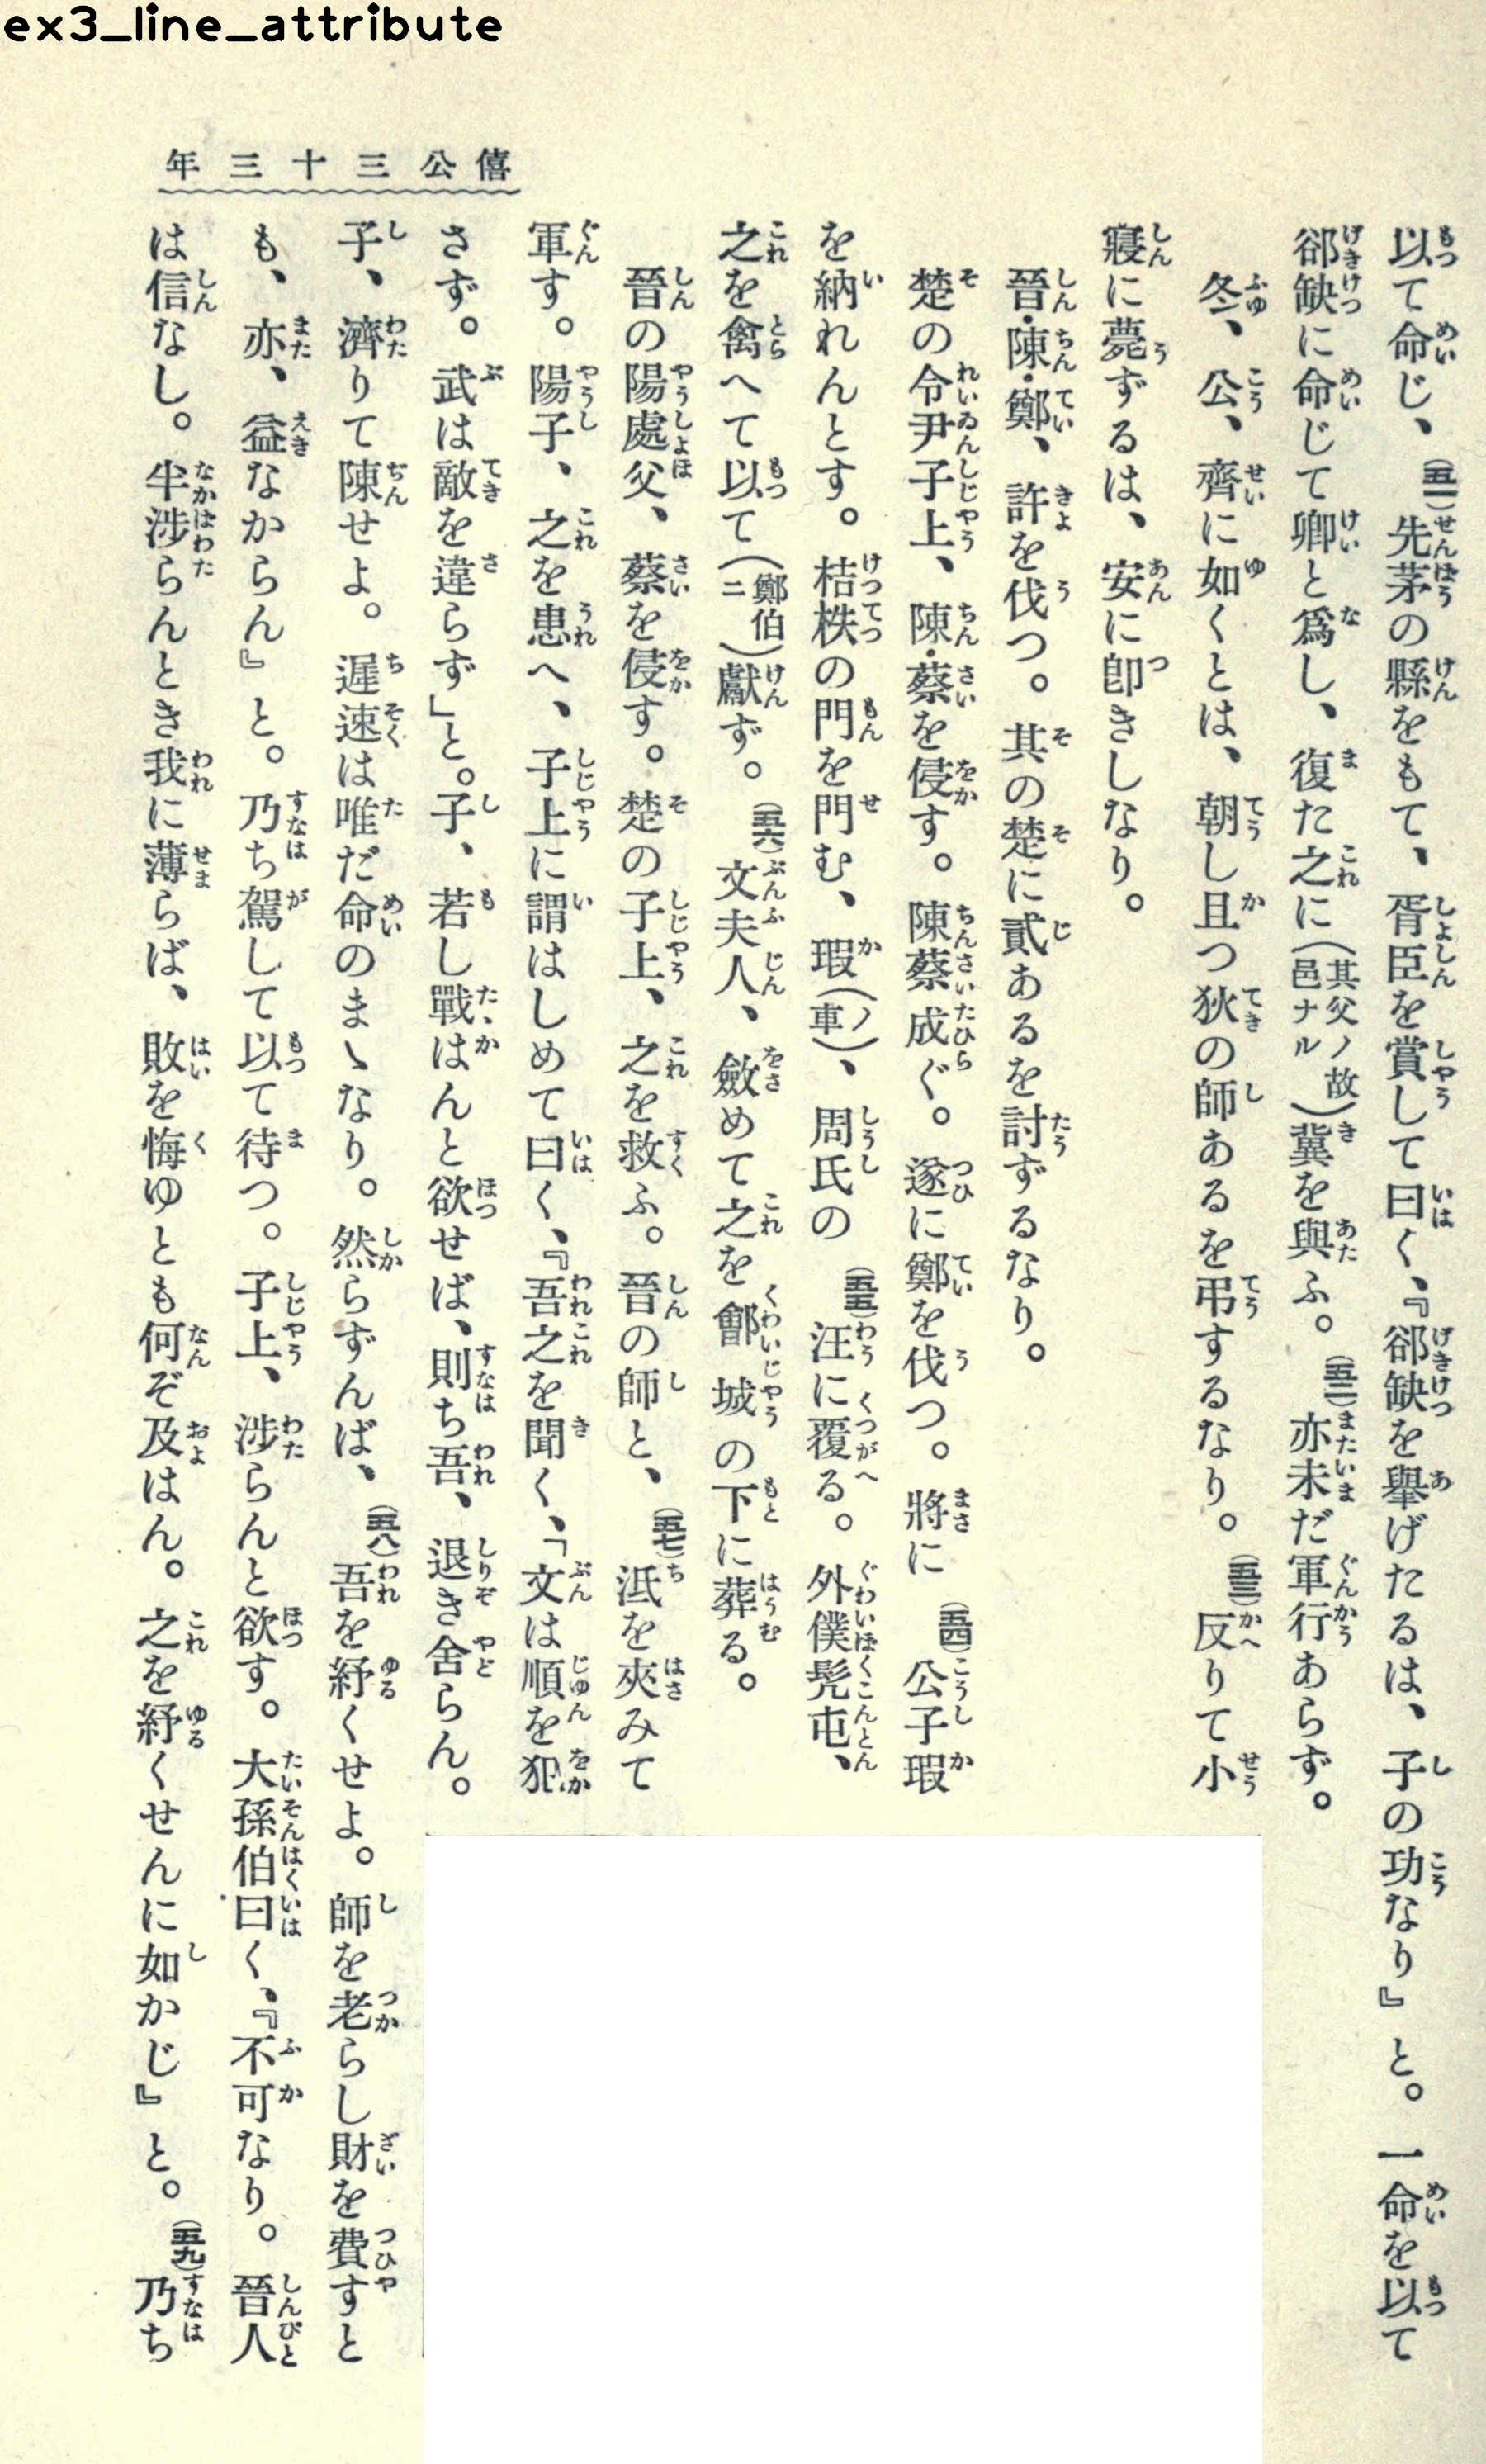 ex3_line_attribute
僖公三十三年
以て命じ、(五一)先茅の縣をもて、胥臣を賞して曰く、『郤缺を舉げたるは、子の功なり』と。一命を以て
郤缺に命じて卿と爲し、復た之に(其父ノ故邑ナル)冀を與ふ。(五二)亦未だ軍行あらず。
冬、公、齊に如くとは、朝し且つ狄の師あるを弔するなり。(五三)反りて小
寢に薨ずるは、安に卽きしなり。
晉・陳・鄭、許を伐つ。其の楚に貳あるを討ずるなり。
楚の令尹子上、陳・蔡を侵す。陳蔡成ぐ。遂に鄭を伐つ。將に(五四)公子瑕
を納れんとす。桔柣の門を門む、瑕(ノ車)、周氏の(五五)汪に覆る。外僕髡屯、
之を禽へて以て(鄭伯ニ)獻ず。(五六)文夫人、斂めて之を鄶城の下に葬る。
晉の陽處父、蔡を侵す。楚の子上、之を救ふ。晉の師と、(五七)泜を夾みて
軍す。陽子、之を患へ、子上に謂はしめて曰く、『吾之を聞く、「文は順を犯
さず。武は敵を違らず」と。子、若し戰はんと欲せば、則ち吾、退き舍らん。
子、濟りて陳せよ。遲速は唯だ命のまゝなり。然らずんば、(五八)吾を紓くせよ。師を老らし財を費すと
も、亦、益なからん』と。乃ち駕して以て待つ。子上、涉らんと欲す。大孫伯曰く、『不可なり。晉人
は信なし。半涉らんとき我に薄らば、敗を悔ゆとも何ぞ及はん。之を紓くせんに如かじ』と。(五九)乃ち